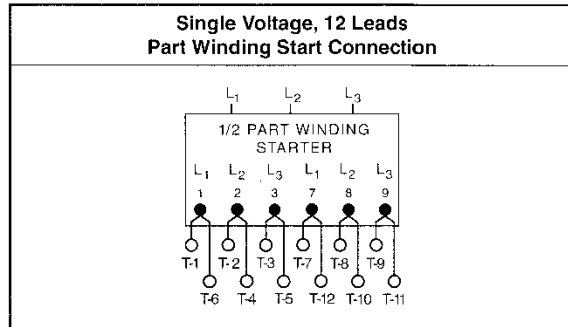 Single Voltage, 12 Leads
Part Winding Start Connection
L1 L2 L3
1/2 PART WINDING
STARTER
L1 L2 L3 L1 L2 L3
1 2 3 7 8 9
T-1 T-2 T-3 T-7 T-8 T-9
T-6 T-4 T-5 T-12 T-10 T-11